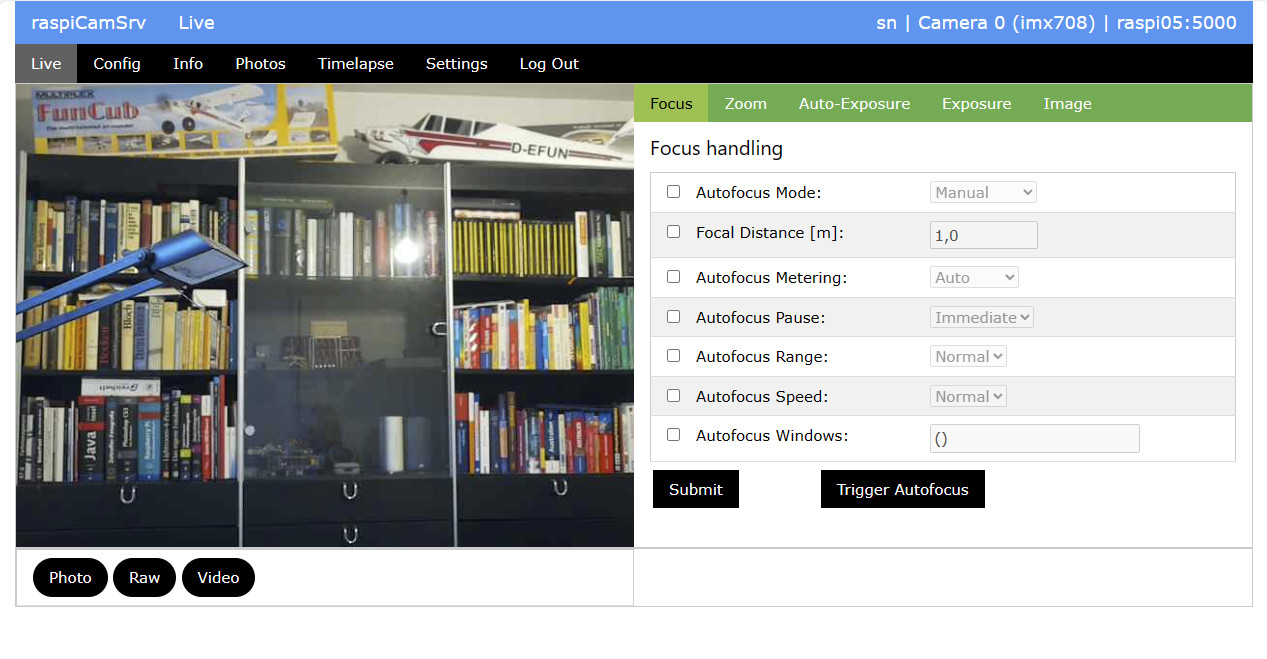 raspiCamSrv Live sn | Camera 0 (imx708) | raspi05:5000
Live Config Info Photos Timelapse Settings Log Out
MULTIPLEX
FunCub
D-EFUN
Java
Focus Zoom Auto-Exposure Exposure Image
Focus handling
Autofocus Mode: Manual
Focal Distance [m]: 1,0
Autofocus Metering: Auto
Autofocus Pause: Immediate
Autofocus Range: Normal
Autofocus Speed: Normal
Autofocus Windows: ()
Submit Trigger Autofocus
Photo Raw Video